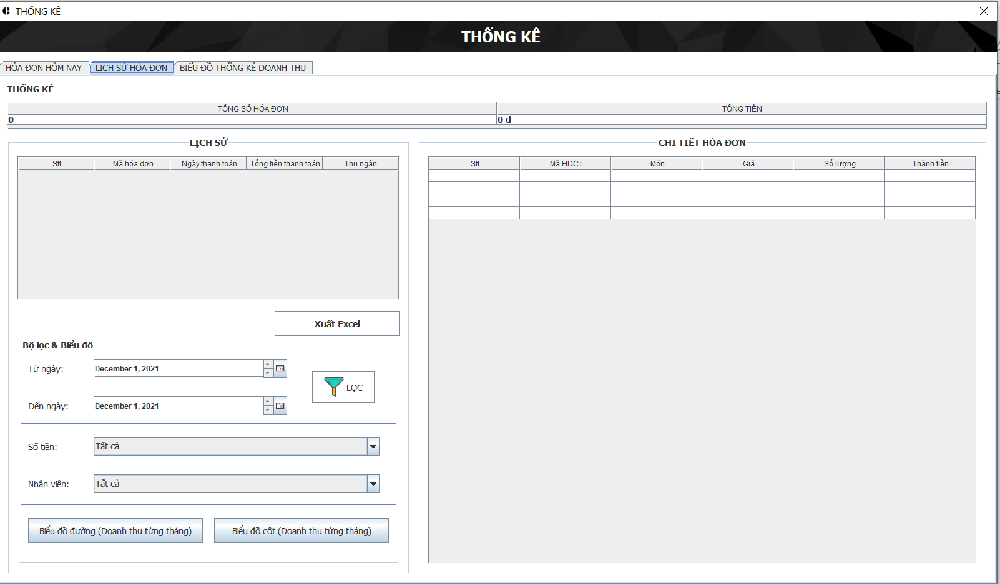 THỐNG KÊ
THỐNG KÊ
HÓA ĐƠN HÔM NAY LỊCH SỬ HÓA ĐƠN BIỂU ĐỒ THỐNG KÊ DOANH THU
THỐNG KÊ
TỔNG SỐ HÓA ĐƠN TỔNG TIỀN
0 0 đ
LỊCH SỬ
Stt Mã hóa đơn Ngày thanh toán Tổng tiền thanh toán Thu ngân
Xuất Excel
Bộ lọc & Biểu đồ
Từ ngày: December 1, 2021
LỌC
Đến ngày: December 1, 2021
Số tiền: Tất cả
Nhân viên: Tất cả
Biểu đồ đường (Doanh thu từng tháng) Biểu đồ cột (Doanh thu từng tháng)
CHI TIẾT HÓA ĐƠN
Stt Mã HDCT Món Giá Số lượng Thành tiền